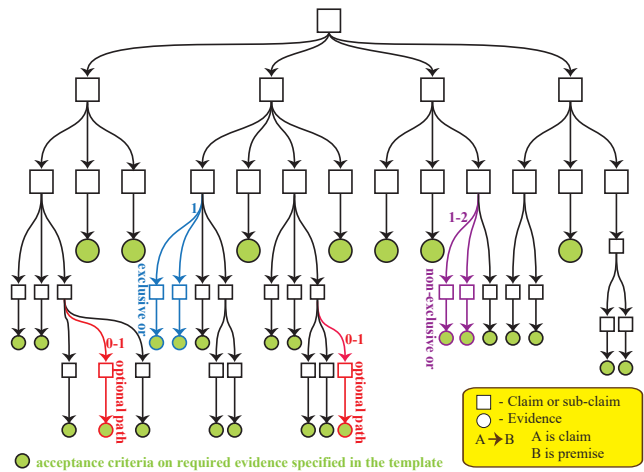 1
1-2
exclusive or
non-exclusive or
0-1
optional path
0-1
optional path
- Claim or sub-claim
- Evidence
A → B A is claim
B is premise
acceptance criteria on required evidence specified in the template